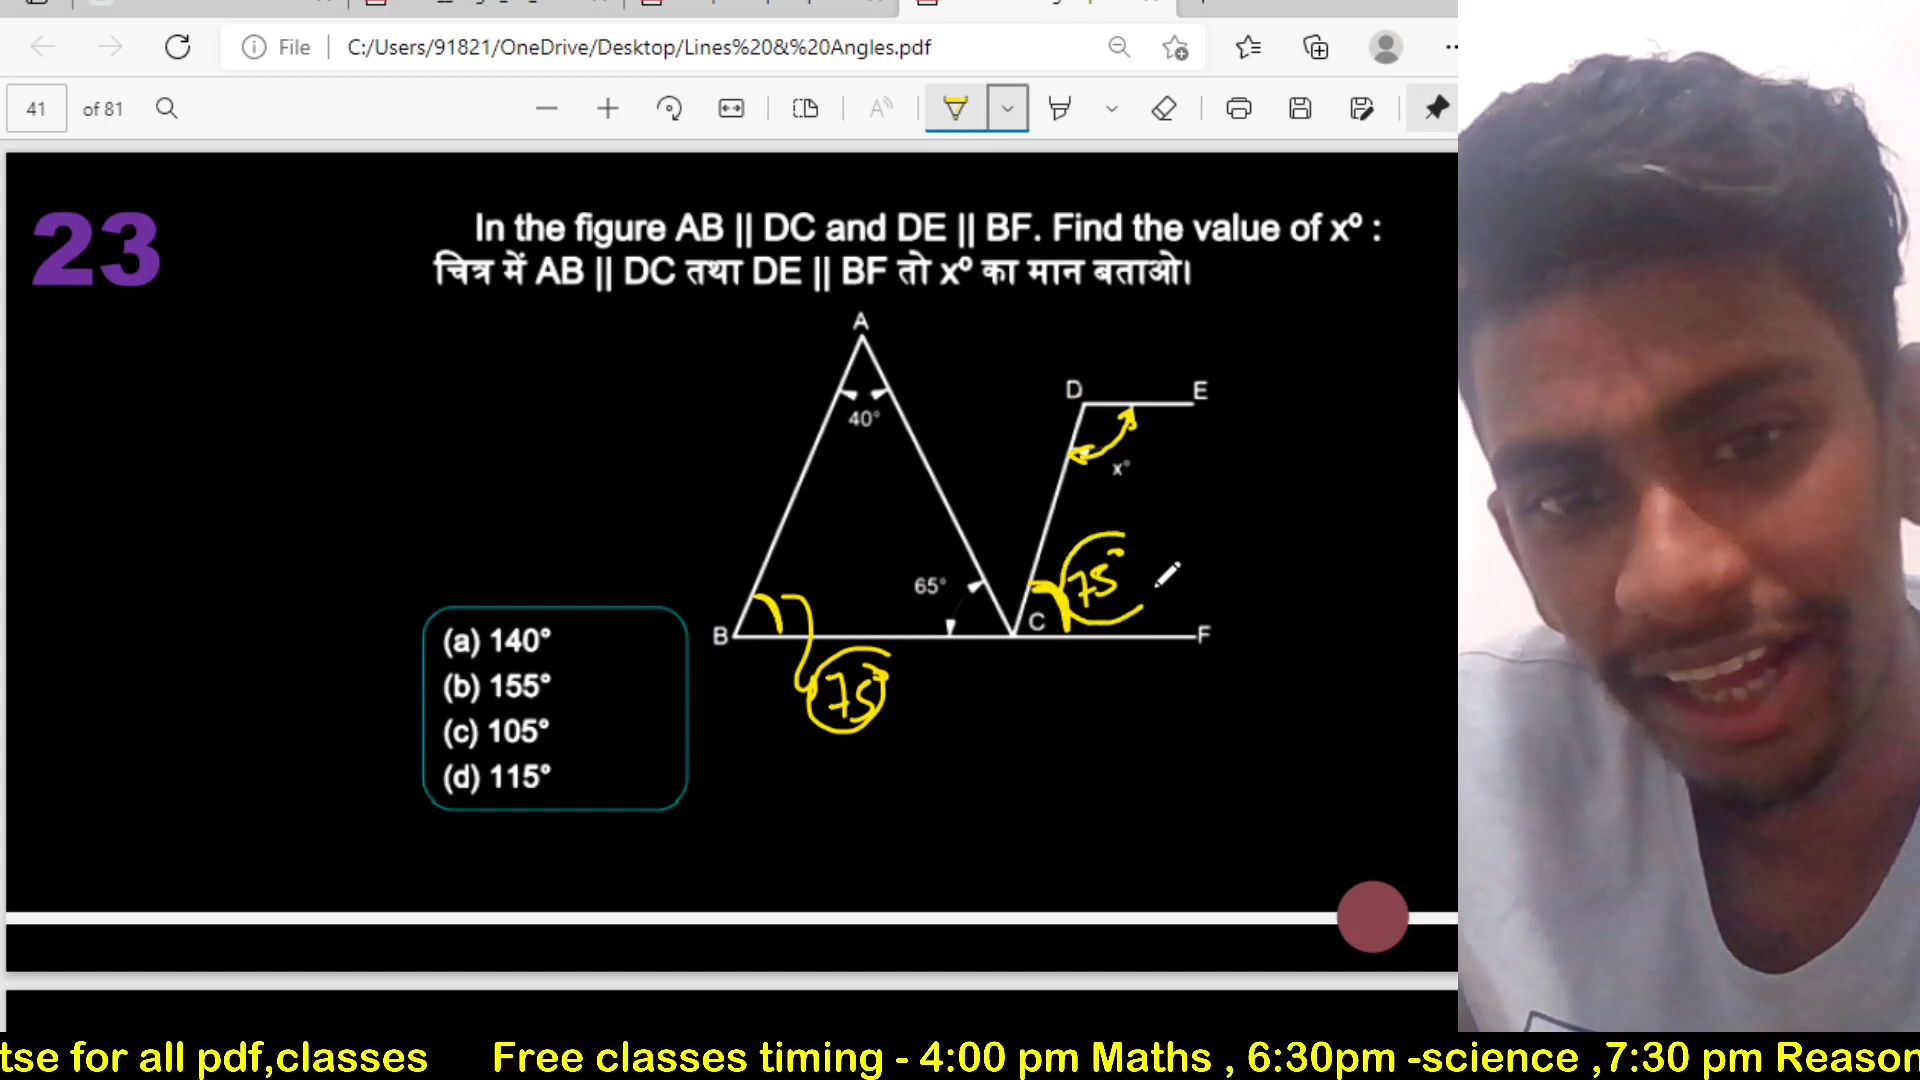 File C:/Users/91821/OneDrive/Desktop/Lines%20&%20Angles.pdf
41 of 81
23
In the figure AB || DC and DE || BF. Find the value of xº :
चित्र में AB || DC तथा DE || BF तो xº का मान बताओ।
A
D E
40°
x°
75°
65°
B C F
75°
(a) 140°
(b) 155°
(c) 105°
(d) 115°
tse for all pdf,classes Free classes timing - 4:00 pm Maths , 6:30pm -science ,7:30 pm Reason